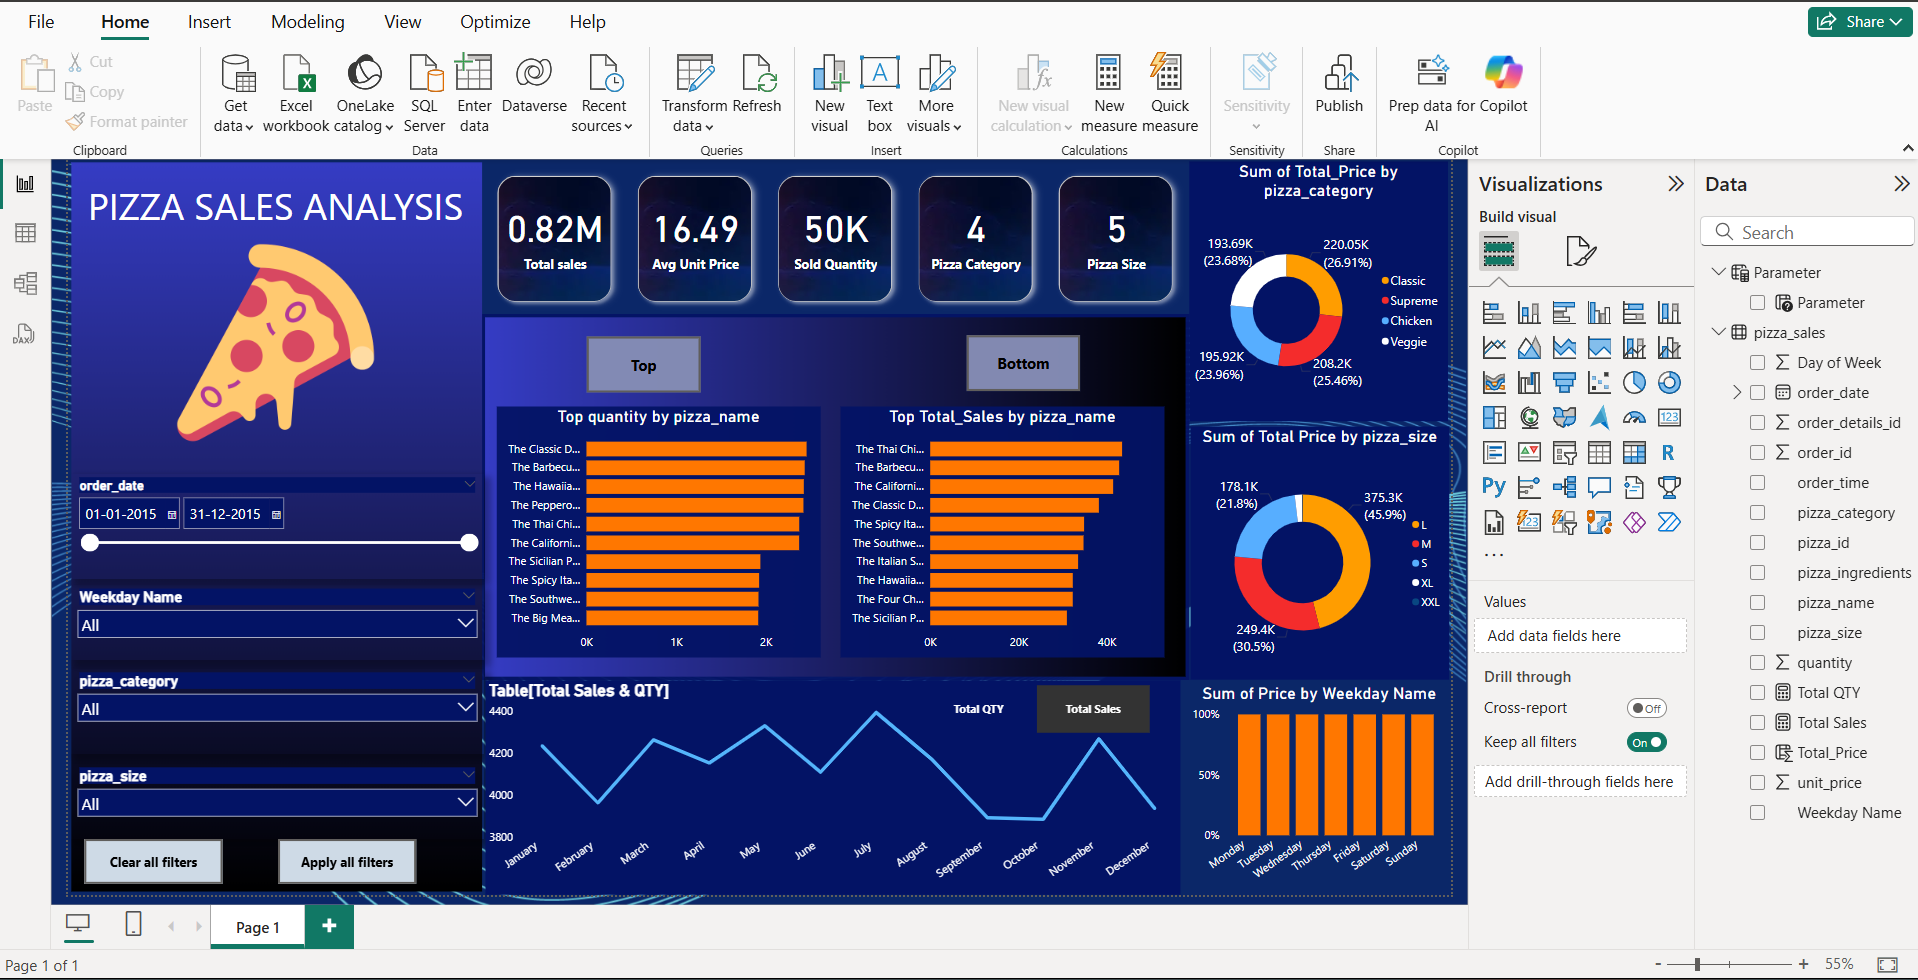 File Home Insert Modeling View Optimize Help
Share
Paste
Cut
Copy
Format painter
Clipboard
Get data
Excel workbook
OneLake catalog
SQL Server
Enter data
Dataverse
Recent sources
Data
Transform data
Refresh
Queries
New visual
Text box
More visuals
Insert
New visual calculation
New measure
Quick measure
Calculations
Sensitivity
Sensitivity
Publish
Share
Prep data for AI
Copilot
Copilot
PIZZA SALES ANALYSIS
order_date
01-01-2015
31-12-2015
Weekday Name
All
pizza_category
All
pizza_size
All
Clear all filters
Apply all filters
0.82M
Total sales
16.49
Avg Unit Price
50K
Sold Quantity
4
Pizza Category
5
Pizza Size
Top
Bottom
Top quantity by pizza_name
The Classic D...
The Barbecu...
The Hawaiia...
The Peppero...
The Thai Chi...
The Californi...
The Sicilian P...
The Spicy Ita...
The Southwe...
The Big Mea...
0K 1K 2K
Top Total_Sales by pizza_name
The Thai Chi...
The Barbecu...
The Californi...
The Classic D...
The Spicy Ita...
The Southwe...
The Italian S...
The Hawaiia...
The Four Ch...
The Sicilian P...
0K 20K 40K
Table[Total Sales & QTY]
Total QTY
Total Sales
4400
4200
4000
3800
January February March April May June July August September October November December
Sum of Total_Price by
pizza_category
193.69K
(23.68%)
220.05K
(26.91%)
195.92K
(23.96%)
208.2K
(25.46%)
Classic
Supreme
Chicken
Veggie
Sum of Total Price by pizza_size
178.1K
(21.8%)
375.3K
(45.9%)
249.4K
(30.5%)
L
M
S
XL
XXL
Sum of Price by Weekday Name
100%
50%
0%
Monday Tuesday Wednesday Thursday Friday Saturday Sunday
Visualizations
Build visual
123
R
Py
123
...
Values
Add data fields here
Drill through
Cross-report
Off
Keep all filters
On
Add drill-through fields here
Data
Search
Parameter
Parameter
pizza_sales
Day of Week
order_date
order_details_id
order_id
order_time
pizza_category
pizza_id
pizza_ingredients
pizza_name
pizza_size
quantity
Total QTY
Total Sales
Total_Price
unit_price
Weekday Name
DAX
Page 1
Page 1 of 1
- + 55%